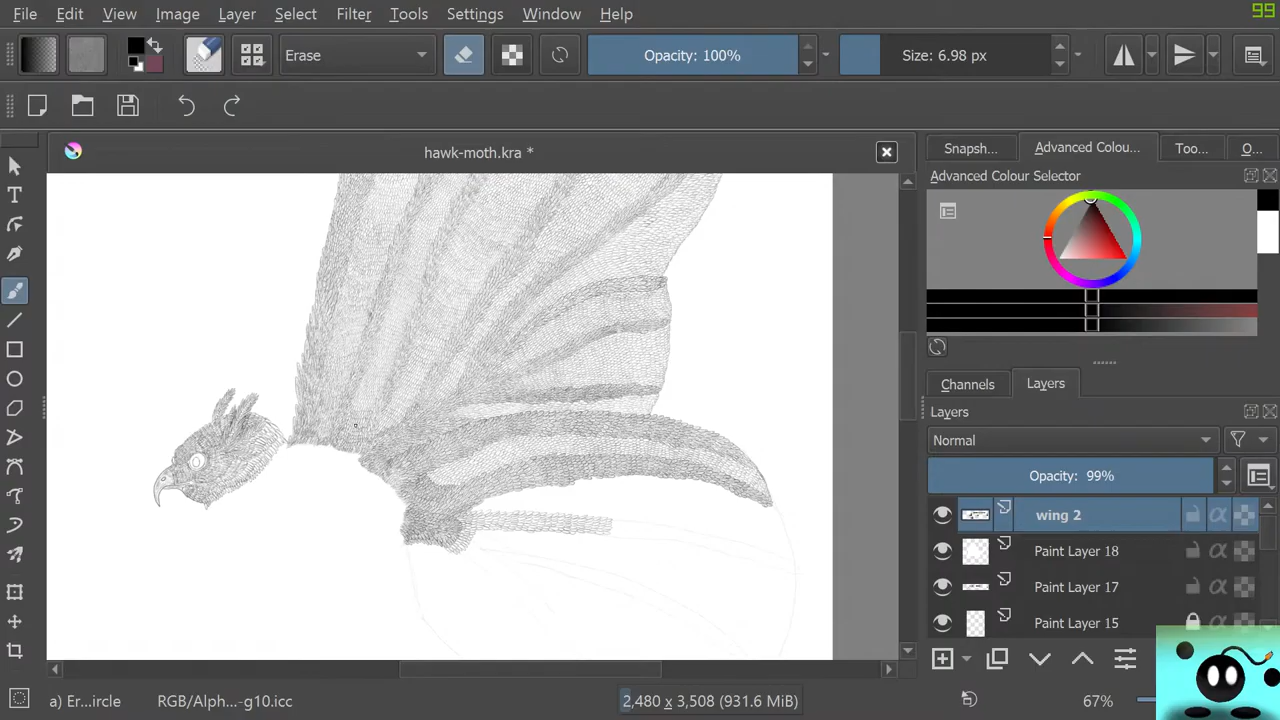 File Edit View Image Layer Select Filter Tools Settings Window Help 99
Erase Opacity: 100% Size: 6.98 px
hawk-moth.kra *
Snapsh... Advanced Colou... Too... O...
Advanced Colour Selector
Channels Layers
Layers
Normal
Opacity: 99%
wing 2
Paint Layer 18
Paint Layer 17
Paint Layer 15
a) Er...ircle RGB/Alph...-g10.icc 2,480 x 3,508 (931.6 MiB) 67%